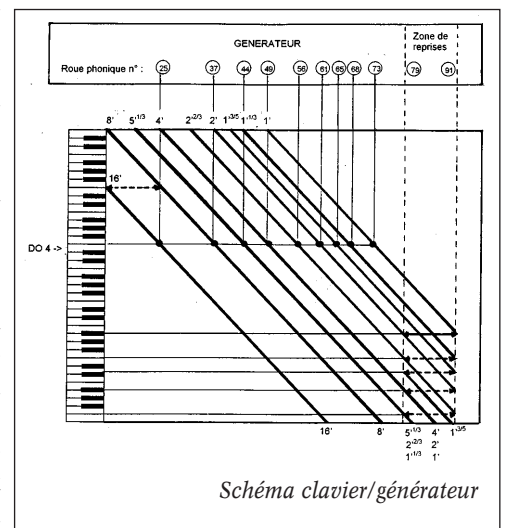 Zone de
reprises
GENERATEUR
Roue phonique n° : 25 37 44 49 56 61 65 68 73 79 91
8' 5'1/3 4' 2'2/3 2' 1'3/5 1'1/3 1'
16'
DO 4 ->
16' 8' 5'1/3 4' 1'3/5
2'2/3 2'
1'1/3 1'
Schéma clavier/générateur